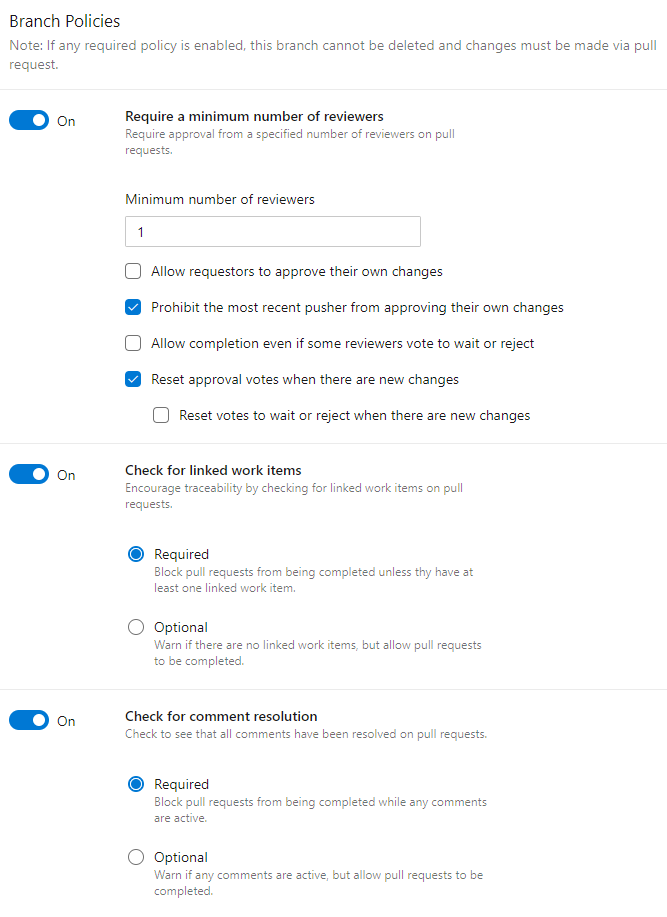 Branch Policies
Note: If any required policy is enabled, this branch cannot be deleted and changes must be made via pull
request.
On
Require a minimum number of reviewers
Require approval from a specified number of reviewers on pull
requests.
Minimum number of reviewers
1
Allow requestors to approve their own changes
Prohibit the most recent pusher from approving their own changes
Allow completion even if some reviewers vote to wait or reject
Reset approval votes when there are new changes
Reset votes to wait or reject when there are new changes
On
Check for linked work items
Encourage traceability by checking for linked work items on pull
requests.
Required
Block pull requests from being completed unless thy have at
least one linked work item.
Optional
Warn if there are no linked work items, but allow pull requests
to be completed.
On
Check for comment resolution
Check to see that all comments have been resolved on pull requests.
Required
Block pull requests from being completed while any comments
are active.
Optional
Warn if any comments are active, but allow pull requests to be
completed.